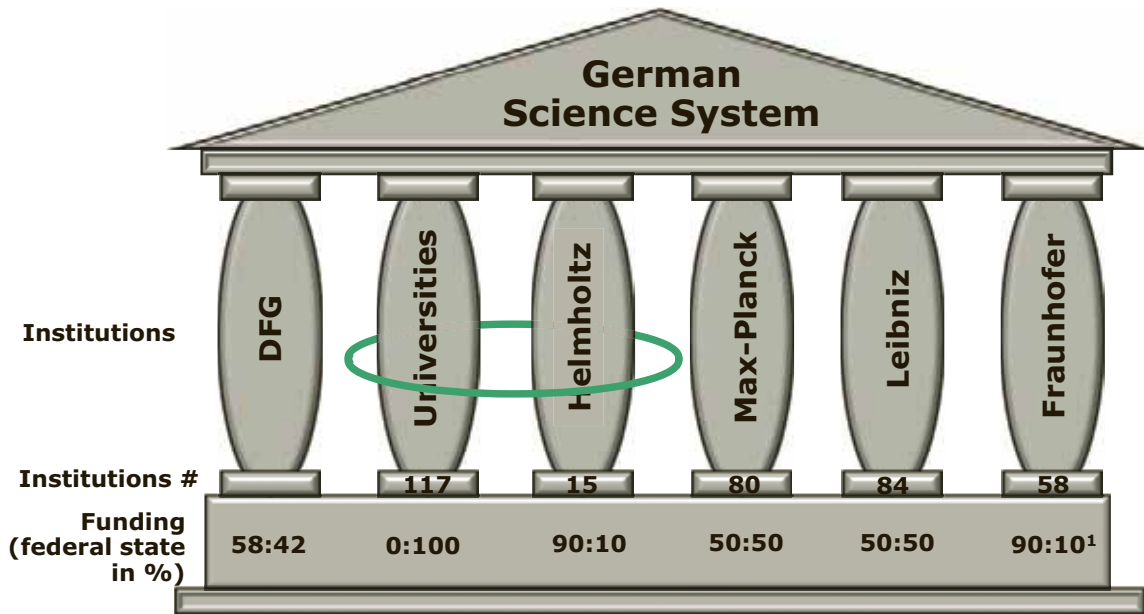 German
Science System
Institutions
DFG
Universities
Helmholtz
Max-Planck
Leibniz
Fraunhofer
Institutions #
117
15
80
84
58
Funding
(federal state
in %)
58:42
0:100
90:10
50:50
50:50
90:10¹